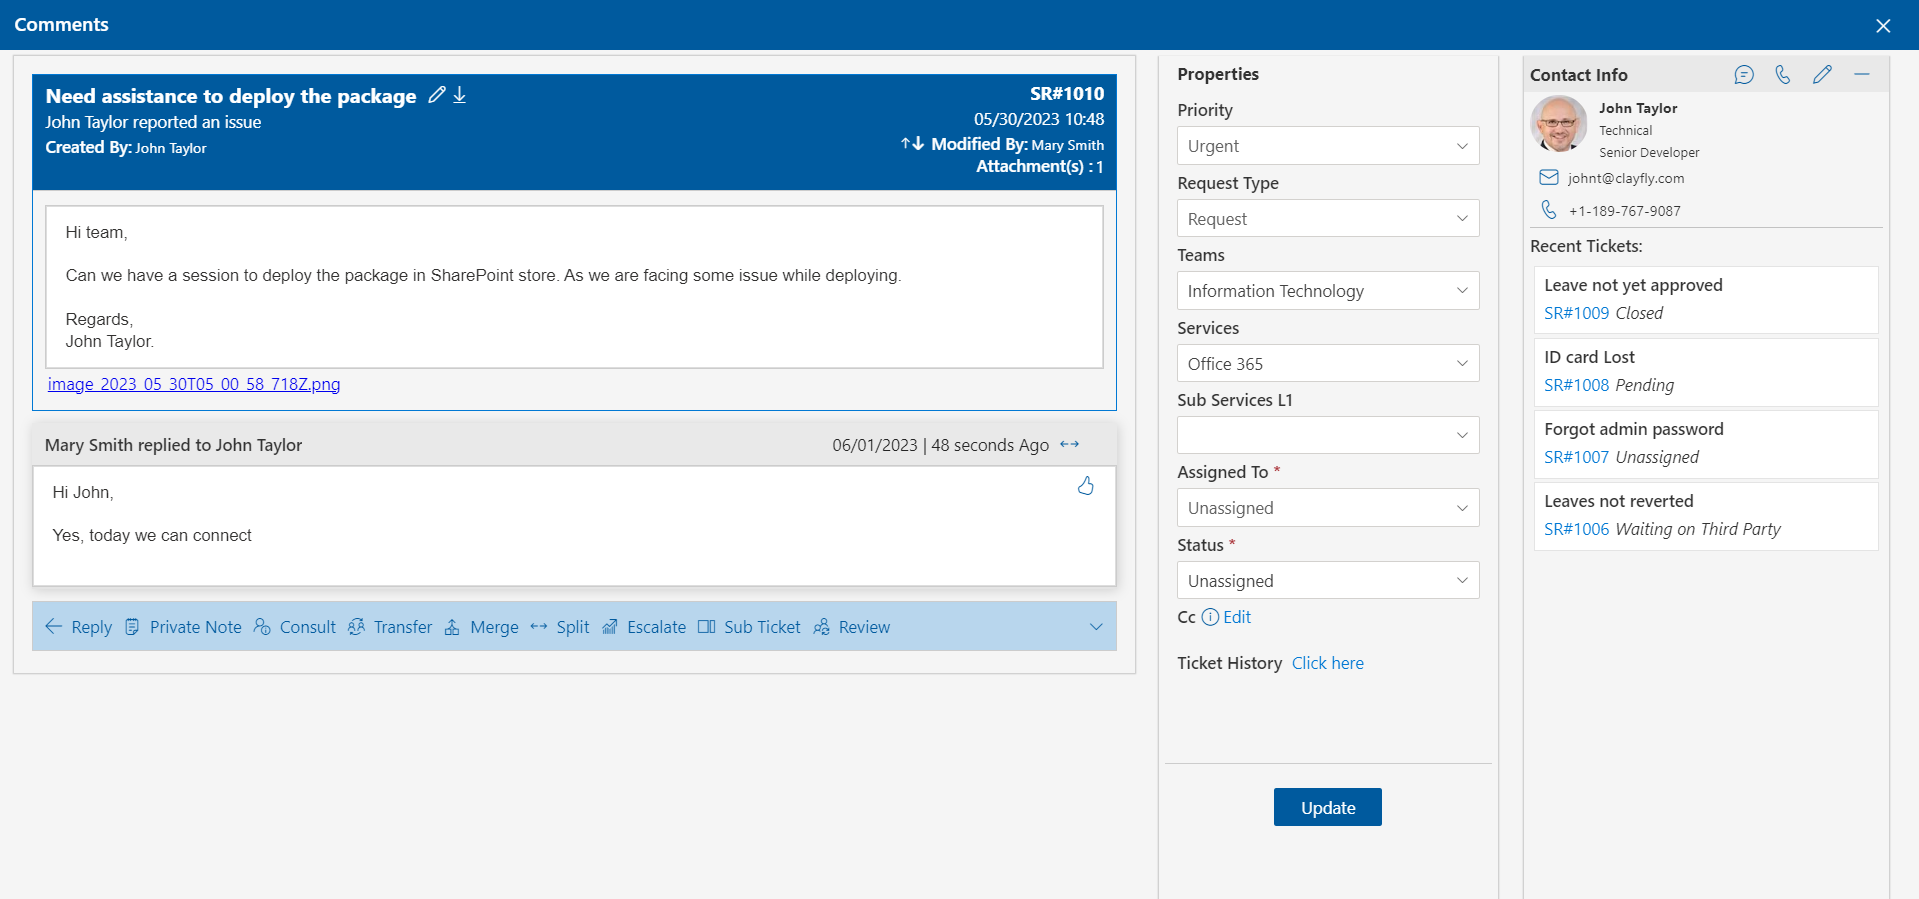 Comments
Need assistance to deploy the package
John Taylor reported an issue
Created By: John Taylor
SR#1010
05/30/2023 10:48
Modified By: Mary Smith
Attachment(s) : 1
Hi team,
Can we have a session to deploy the package in SharePoint store. As we are facing some issue while deploying.
Regards,
John Taylor.
image_2023_05_30T05_00_58_718Z.png
Mary Smith replied to John Taylor
06/01/2023 | 48 seconds Ago
Hi John,
Yes, today we can connect
Reply Private Note Consult Transfer Merge Split Escalate Sub Ticket Review
Properties
Priority
Urgent
Request Type
Request
Teams
Information Technology
Services
Office 365
Sub Services L1
Assigned To *
Unassigned
Status *
Unassigned
Cc Edit
Ticket History Click here
Update
Contact Info
John Taylor
Technical
Senior Developer
johnt@clayfly.com
+1-189-767-9087
Recent Tickets:
Leave not yet approved
SR#1009 Closed
ID card Lost
SR#1008 Pending
Forgot admin password
SR#1007 Unassigned
Leaves not reverted
SR#1006 Waiting on Third Party